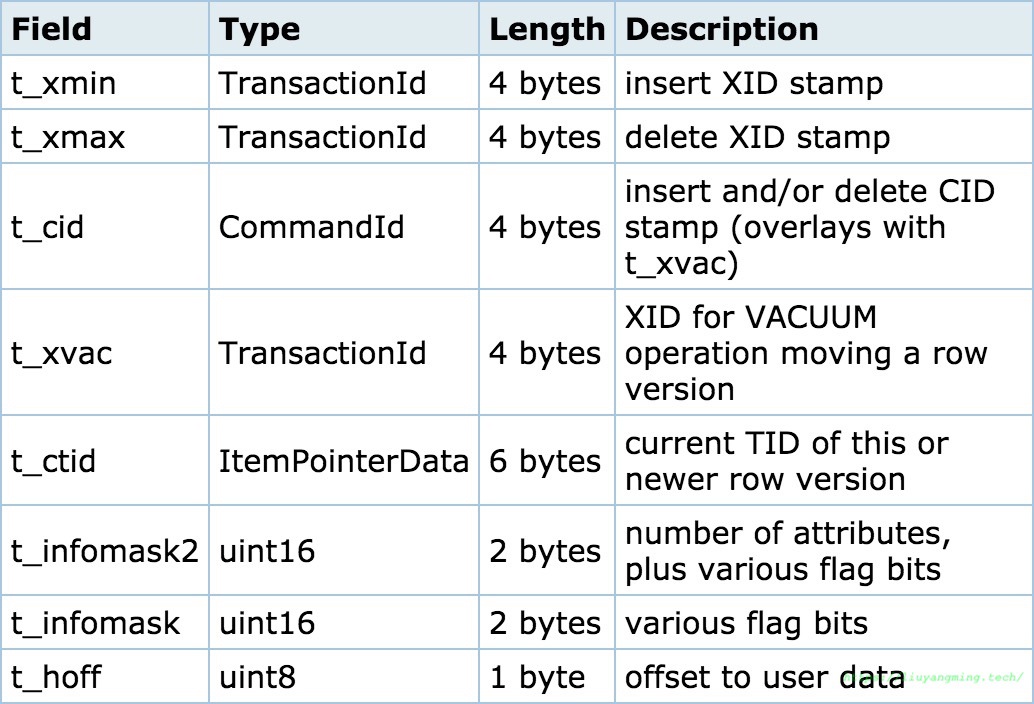 Field Type Length Description
t_xmin TransactionId 4 bytes insert XID stamp
t_xmax TransactionId 4 bytes delete XID stamp
t_cid CommandId 4 bytes insert and/or delete CID
stamp (overlays with
t_xvac)
t_xvac TransactionId 4 bytes XID for VACUUM
operation moving a row
version
t_ctid ItemPointerData 6 bytes current TID of this or
newer row version
t_infomask2 uint16 2 bytes number of attributes,
plus various flag bits
t_infomask uint16 2 bytes various flag bits
t_hoff uint8 1 byte offset to user data